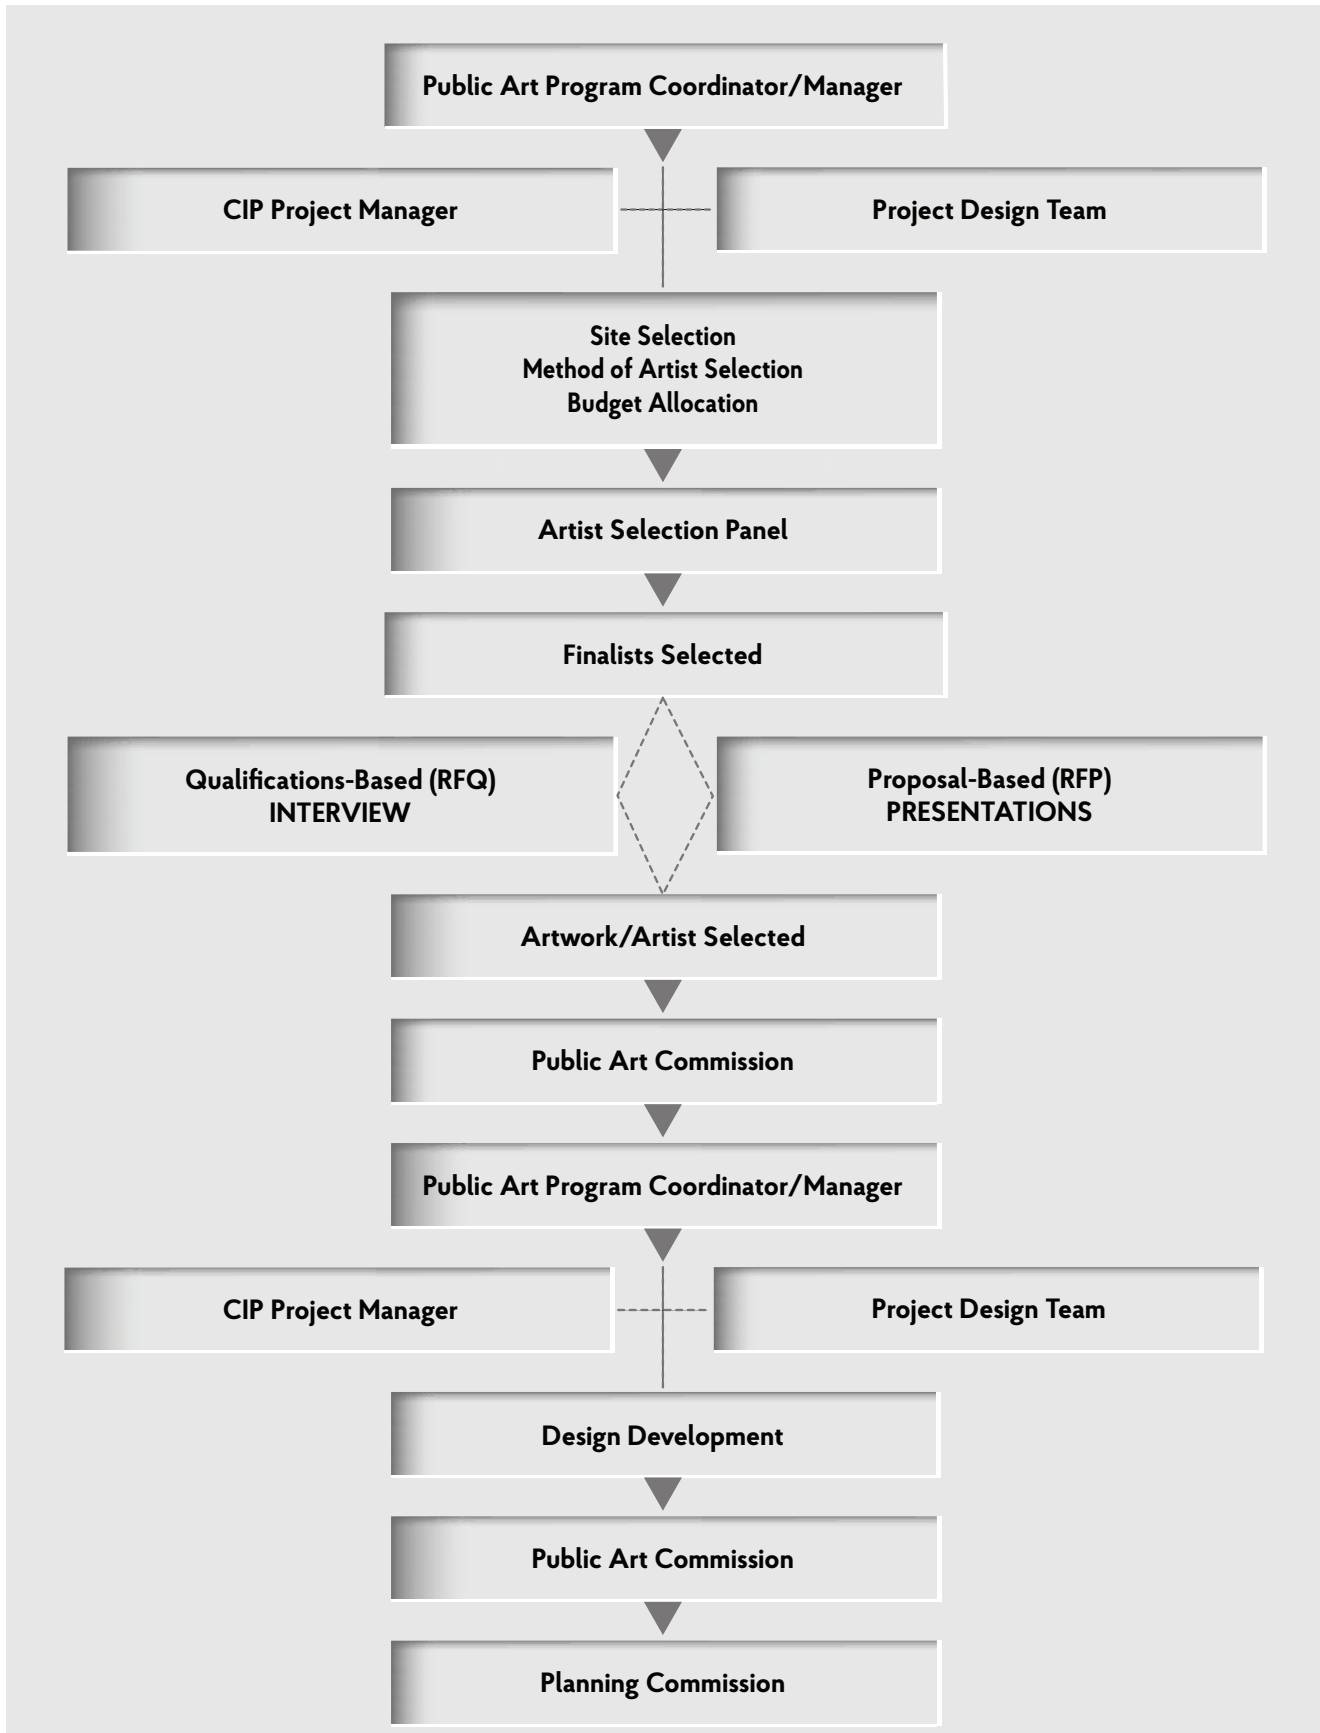 Public Art Program Coordinator/Manager
CIP Project Manager
Project Design Team
Site Selection
Method of Artist Selection
Budget Allocation
Artist Selection Panel
Finalists Selected
Qualifications-Based (RFQ)
INTERVIEW
Proposal-Based (RFP)
PRESENTATIONS
Artwork/Artist Selected
Public Art Commission
Public Art Program Coordinator/Manager
CIP Project Manager
Project Design Team
Design Development
Public Art Commission
Planning Commission